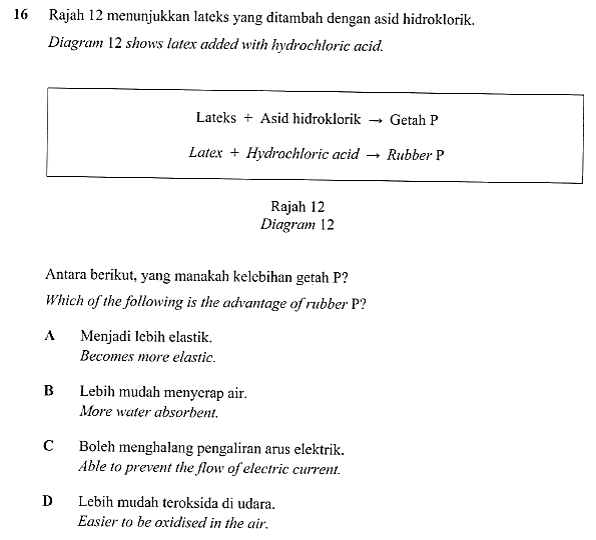 16 Rajah 12 menunjukkan lateks yang ditambah dengan asid hidroklorik.
Diagram 12 shows latex added with hydrochloric acid.
Lateks + Asid hidroklorik → Getah P
Latex + Hydrochloric acid → Rubber P
Rajah 12
Diagram 12
Antara berikut, yang manakah kelebihan getah P?
Which of the following is the advantage of rubber P?
A Menjadi lebih elastik.
Becomes more elastic.
B Lebih mudah menyerap air.
More water absorbent.
C Boleh menghalang pengaliran arus elektrik.
Able to prevent the flow of electric current.
D Lebih mudah teroksida di udara.
Easier to be oxidised in the air.